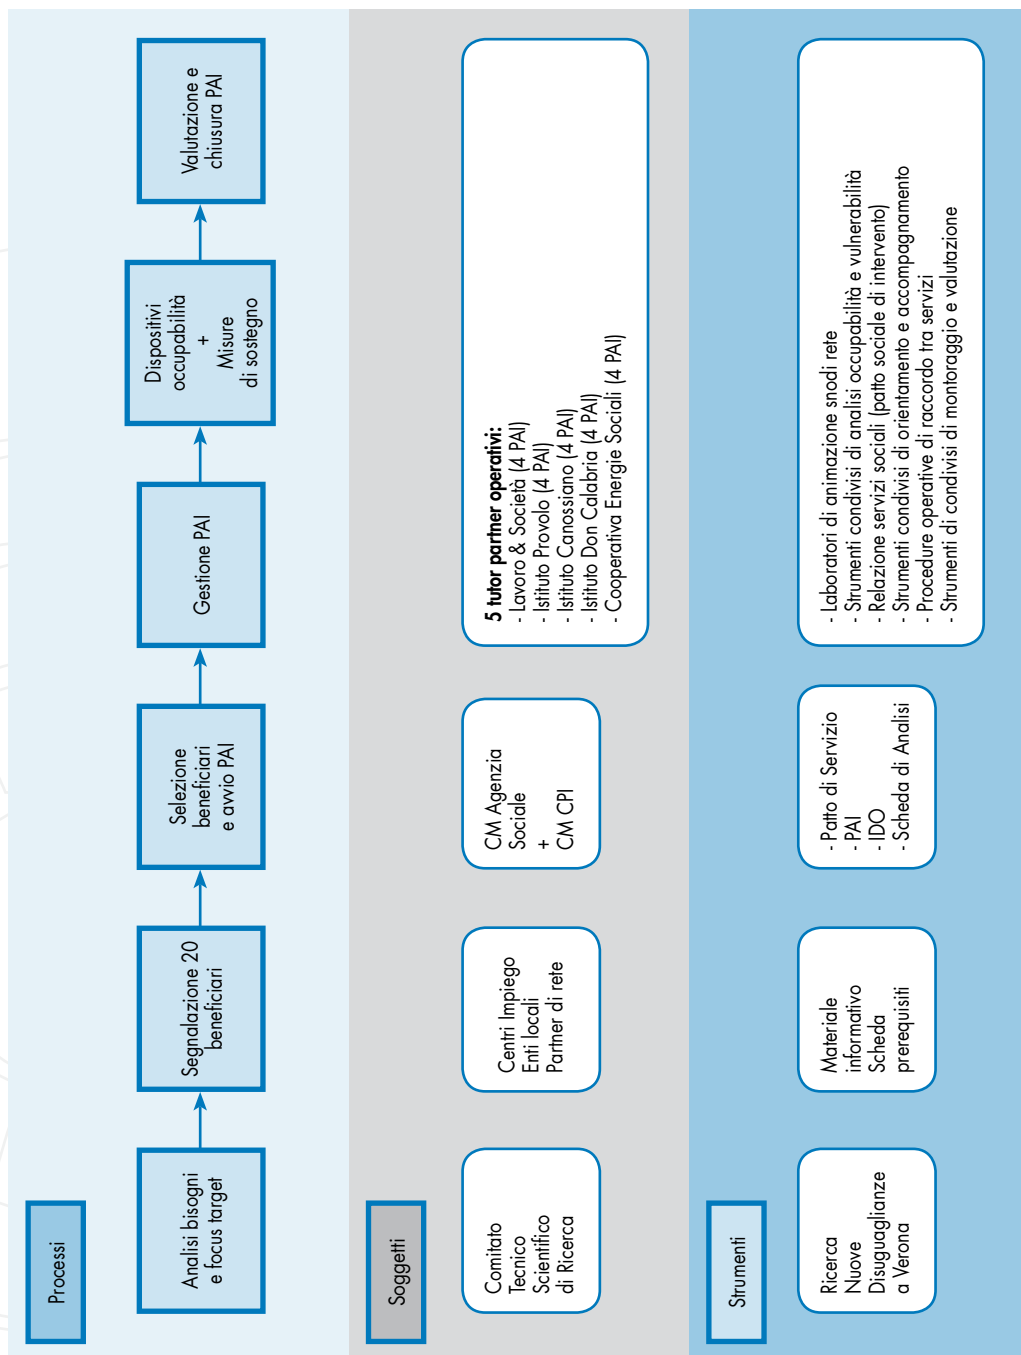 Processi
Analisi bisogni
e focus target
Segnalazione 20
beneficiari
Selezione
beneficiari
e avvio PAI
Gestione PAI
Dispositivi
occupabilità
+
Misure
di sostegno
Valutazione e
chiusura PAI
Soggetti
Comitato
Tecnico
Scientifico
di Ricerca
Centri Impiego
Enti locali
Partner di rete
CM Agenzia
Sociale
+
CM CPI
5 tutor partner operativi:
- Lavoro & Società (4 PAI)
- Istituto Provolo (4 PAI)
- Istituto Canossiano (4 PAI)
- Istituto Don Calabria (4 PAI)
- Cooperativa Energie Sociali (4 PAI)
Strumenti
Ricerca
Nuove
Disuguaglianze
a Verona
Materiale
informativo
Scheda
prerequisiti
- Patto di Servizio
- PAI
- IDO
- Scheda di Analisi
- Laboratori di animazione snodi rete
- Strumenti condivisi di analisi occupabilità e vulnerabilità
- Relazione servizi sociali (patto sociale di intervento)
- Strumenti condivisi di orientamento e accompagnamento
- Procedure operative di raccordo tra servizi
- Strumenti di condivisi di montoraggio e valutazione